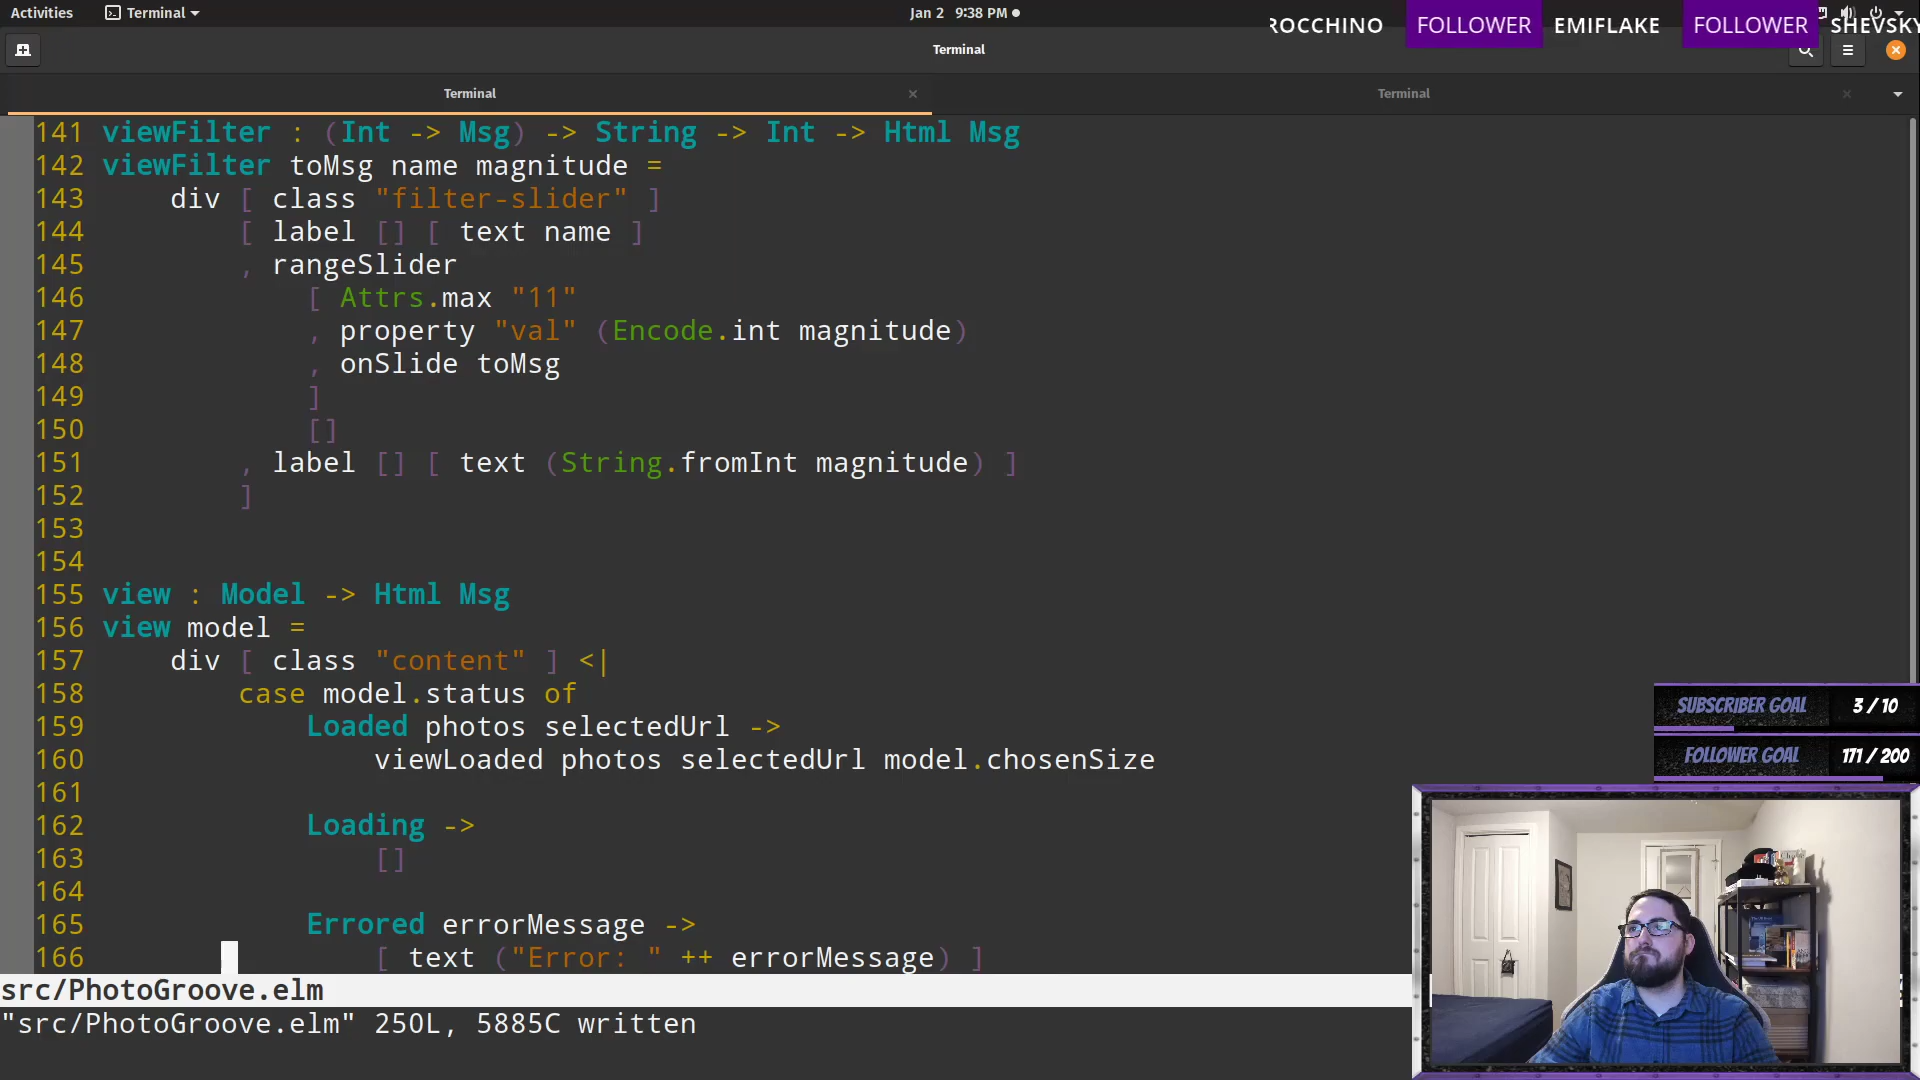 Activities Terminal Jan 2 9:38 PM
ROCCHINO FOLLOWER EMIFLAKE FOLLOWER SHEVSKY
Terminal
Terminal Terminal
141 viewFilter : (Int -> Msg) -> String -> Int -> Html Msg
142 viewFilter toMsg name magnitude =
143     div [ class "filter-slider" ]
144         [ label [] [ text name ]
145         , rangeSlider
146             [ Attrs.max "11"
147             , property "val" (Encode.int magnitude)
148             , onSlide toMsg
149             ]
150             []
151         , label [] [ text (String.fromInt magnitude) ]
152         ]
153
154
155 view : Model -> Html Msg
156 view model =
157     div [ class "content" ] <|
158         case model.status of
159             Loaded photos selectedUrl ->
160                 viewLoaded photos selectedUrl model.chosenSize
161
162             Loading ->
163                 []
164
165             Errored errorMessage ->
166                 [ text ("Error: " ++ errorMessage) ]
src/PhotoGroove.elm
"src/PhotoGroove.elm" 250L, 5885C written
SUBSCRIBER GOAL 3 / 10
FOLLOWER GOAL 171 / 200